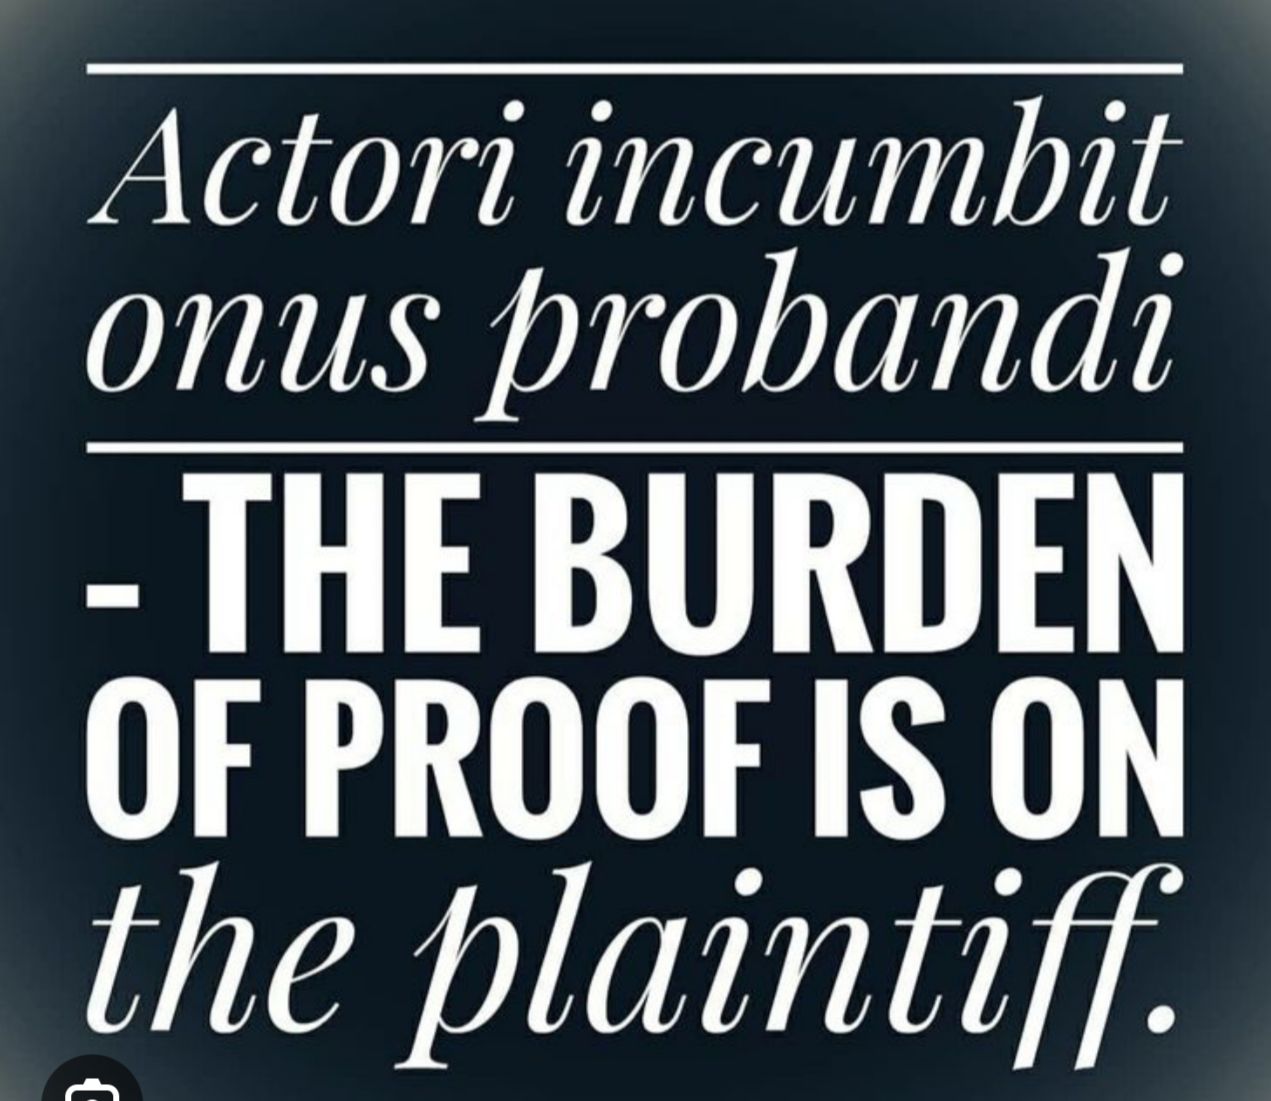 Actori incumbit
onus probandi
- THE BURDEN
OF PROOF IS ON
the plaintiff.